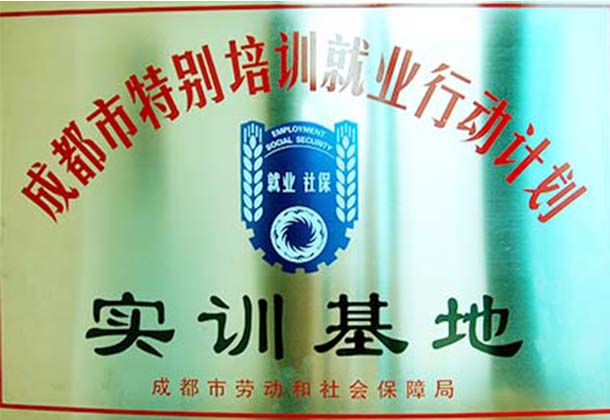 成都市特别培训就业行动计划
EMPLOYMENT
SOCIAL SECURITY
就业 社保
实训基地
成都市劳动和社会保障局